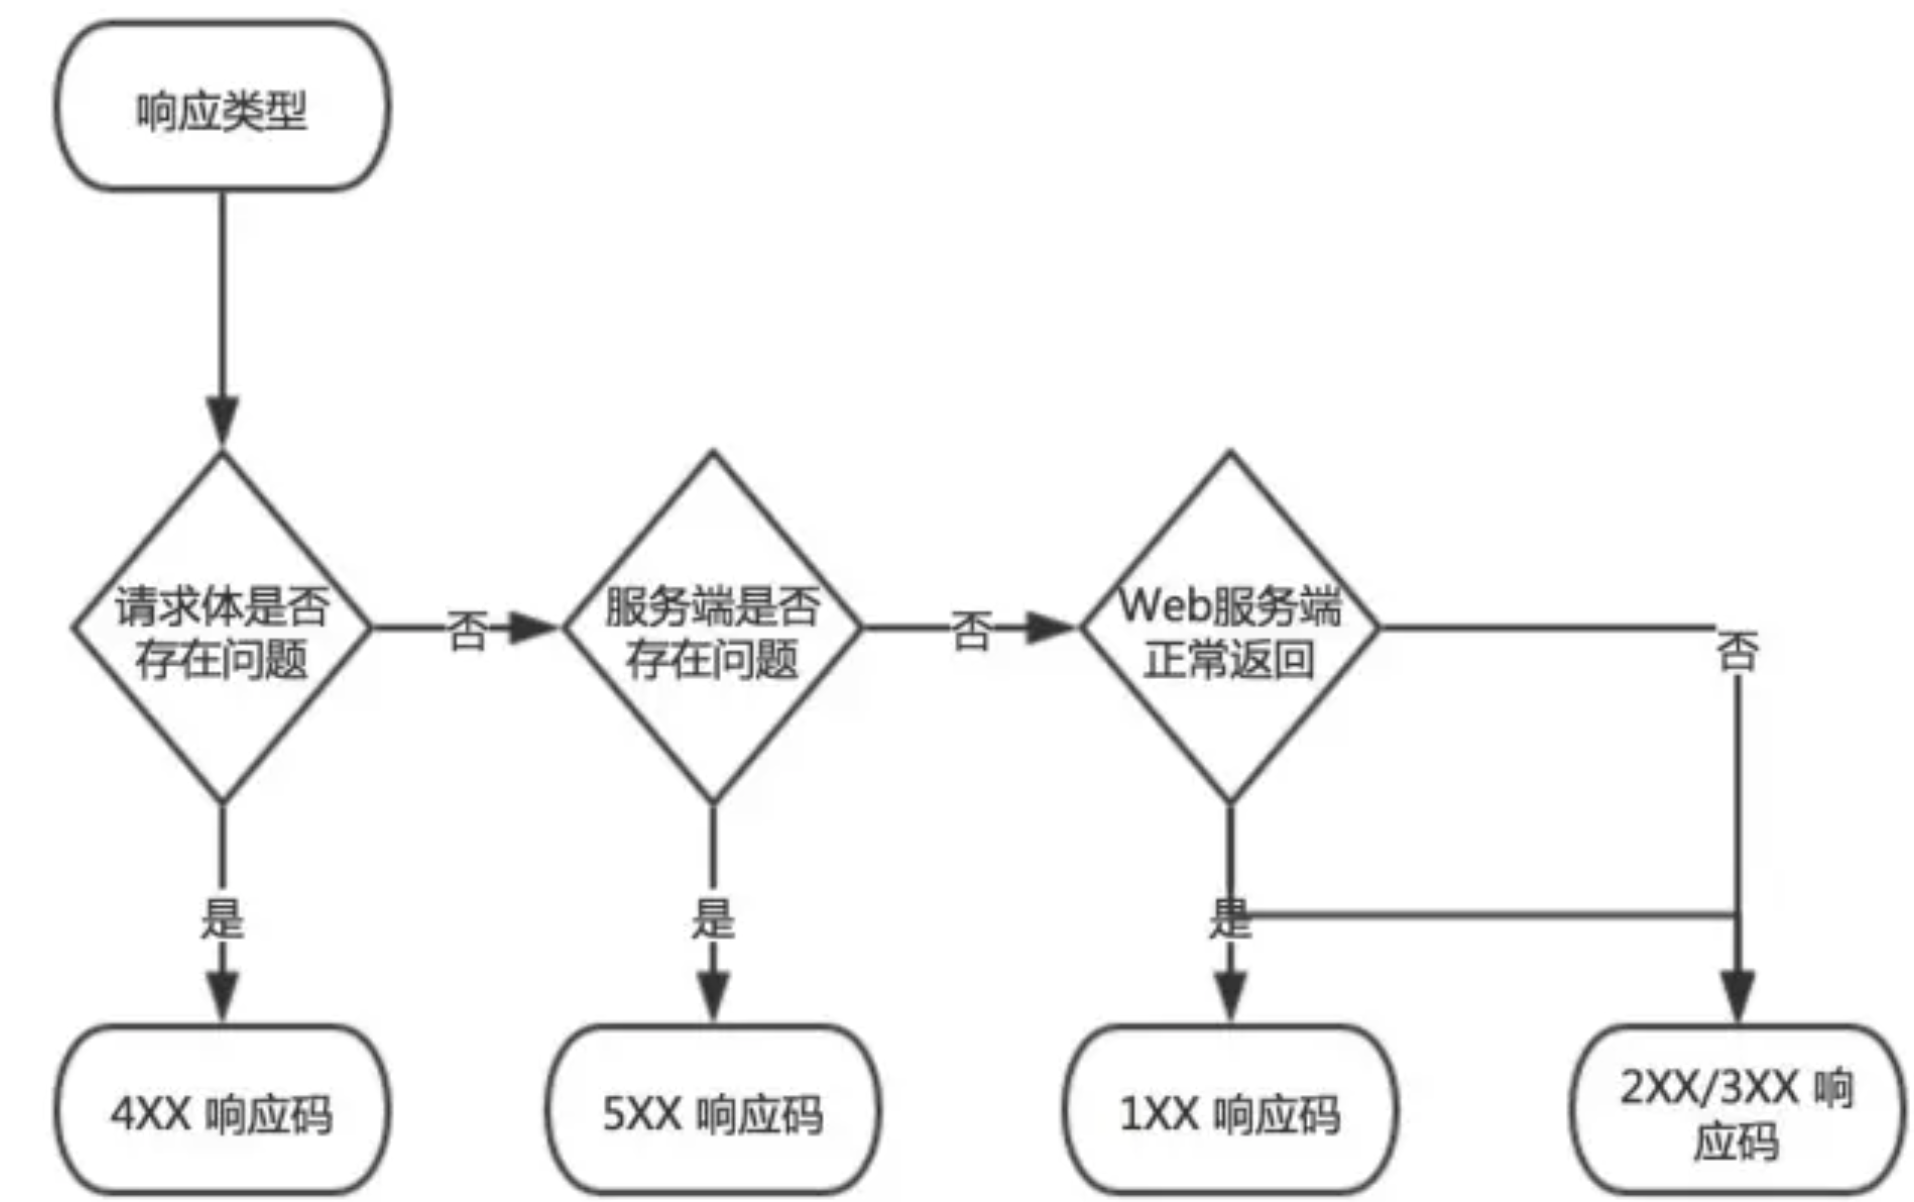 响应类型
请求体是否
存在问题
否
服务端是否
存在问题
否
Web服务端
正常返回
否
是
是
是
4XX 响应码
5XX 响应码
1XX 响应码
2XX/3XX 响
应码